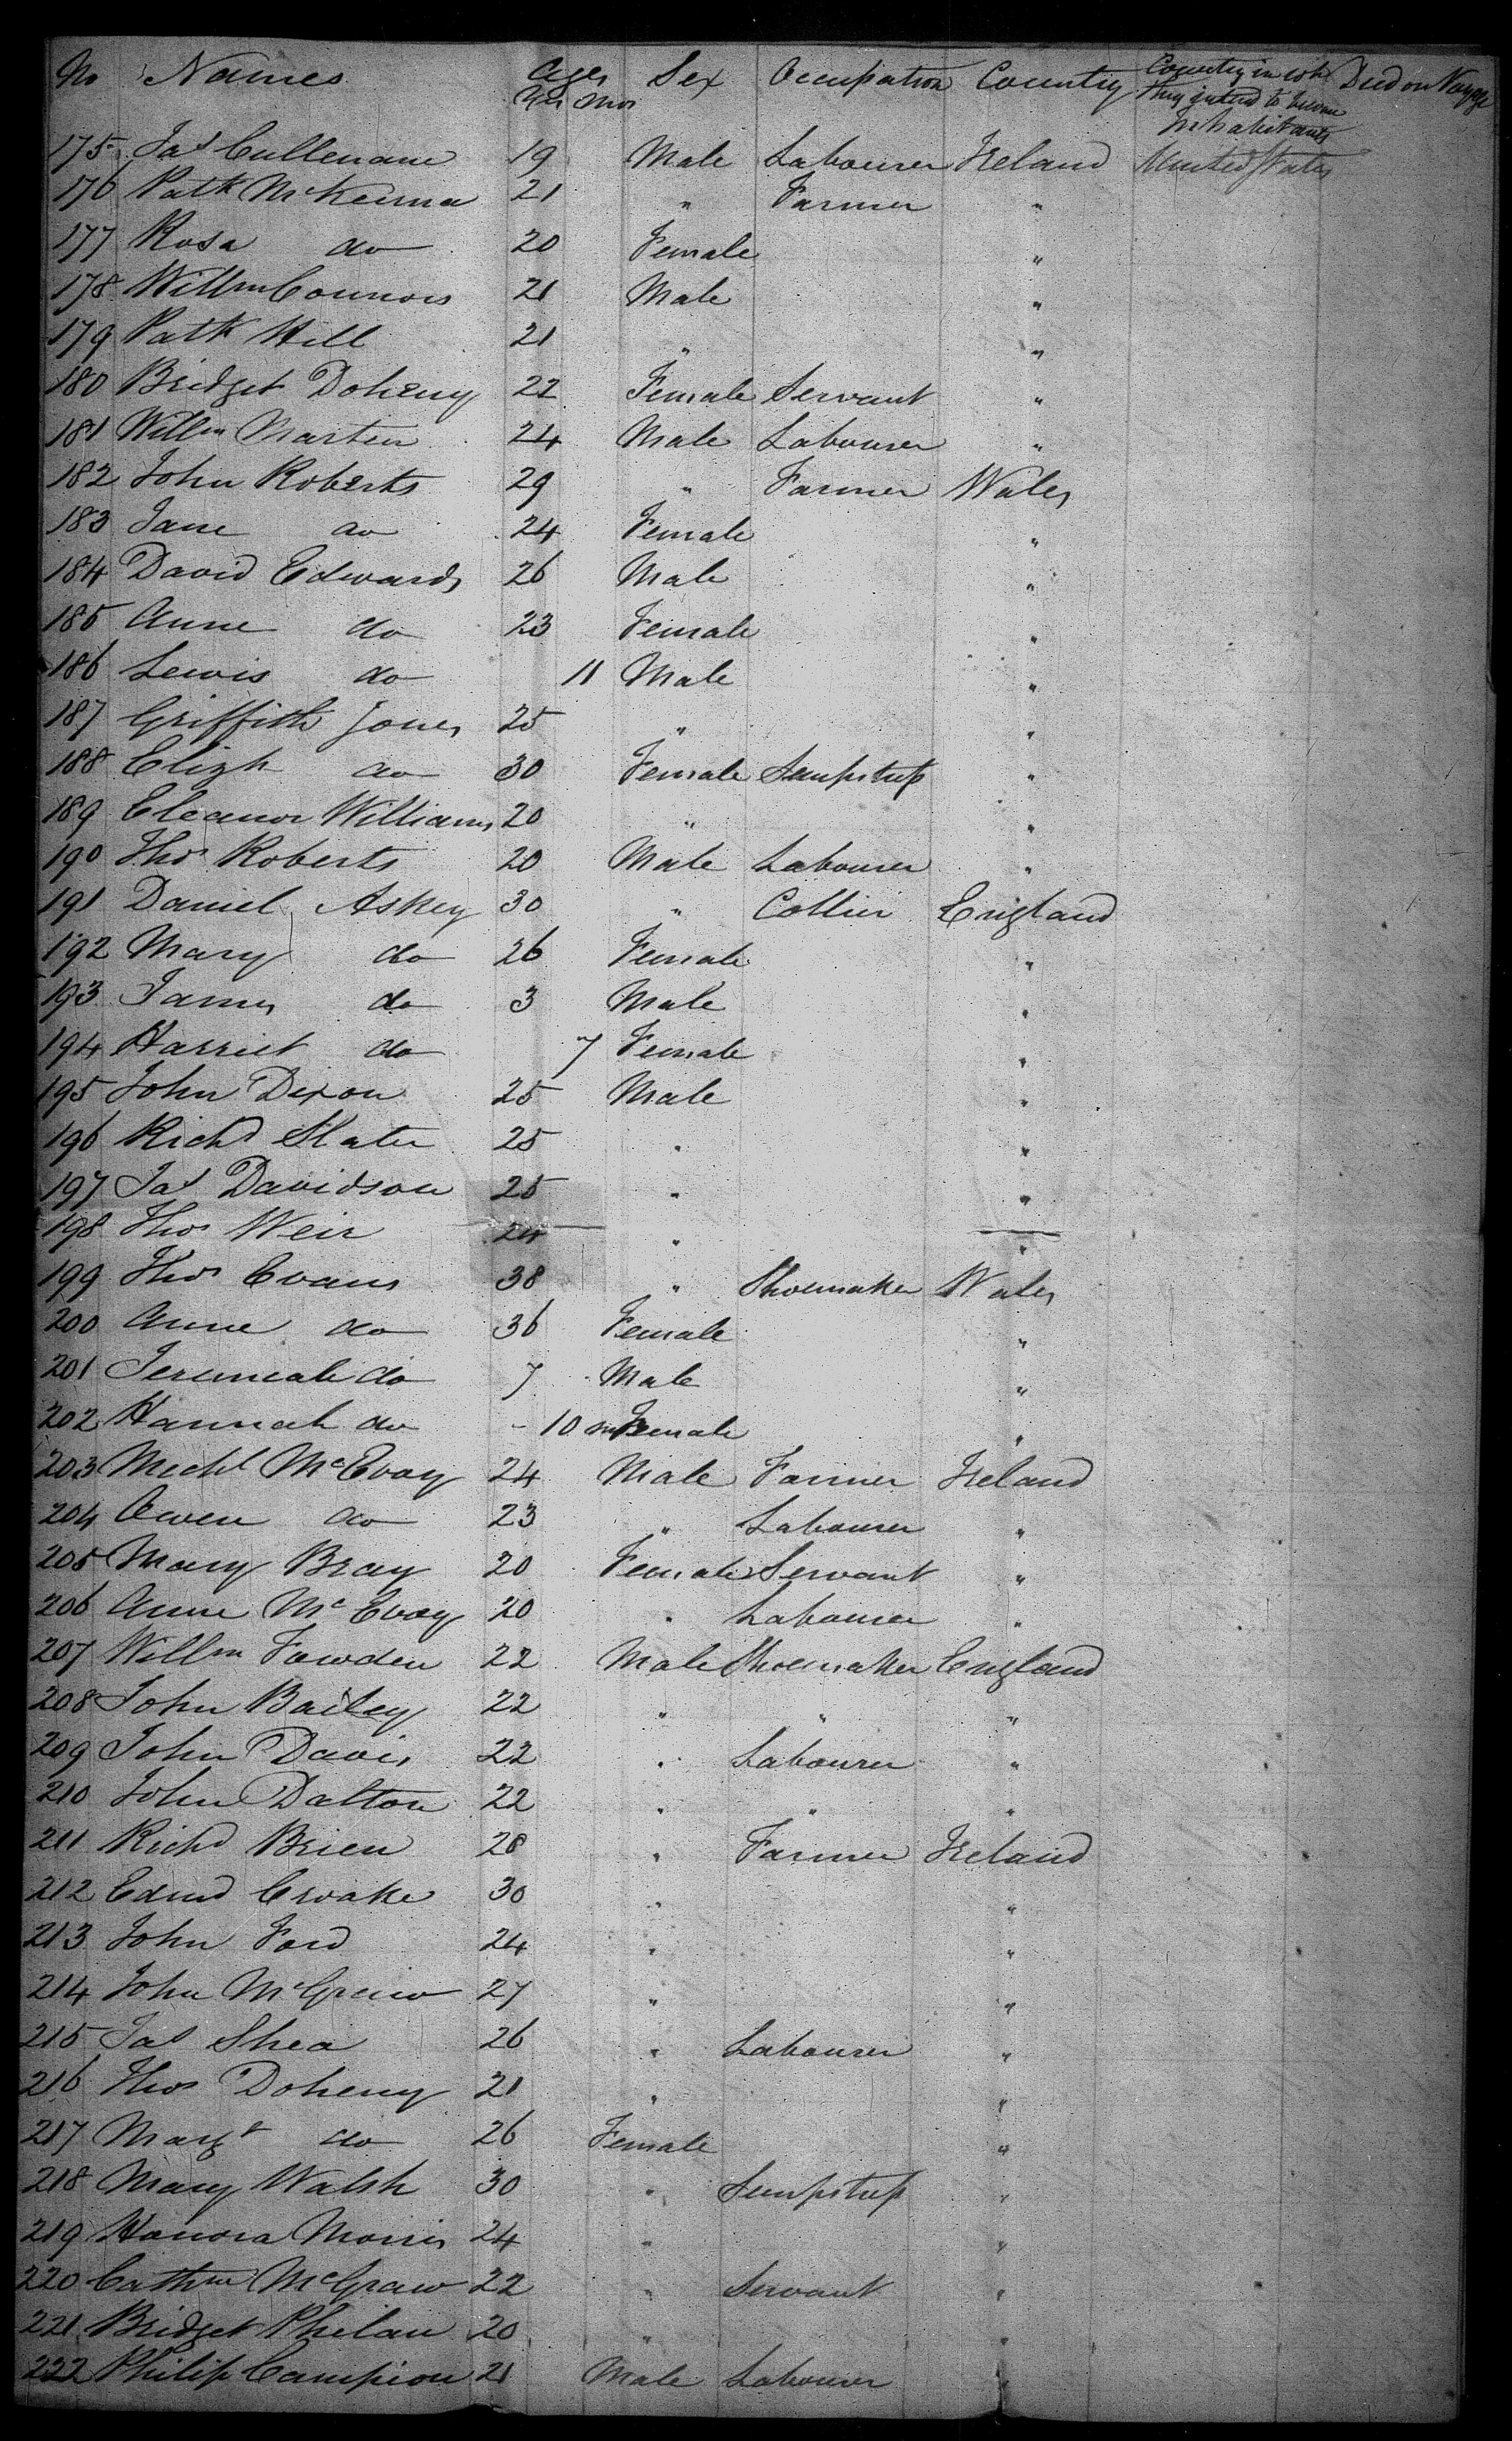 No Names Ages Sex Occupation Country Country in wh Died on Voyage
Yrs Mos they intend to become
Inhabitants
175 Jas Cullenane 19 Male Labourer Ireland United States
176 Patk McKenna 21 " Farmer "
177 Rosa do 20 Female "
178 Willm Connors 21 Male "
179 Patk Hill 21 " "
180 Bridget Doheny 22 Female Servant "
181 Willm Martin 24 Male Labourer "
182 John Roberts 29 " Farmer Wales
183 Jane do 24 Female "
184 David Edwards 26 Male "
185 Anne do 23 Female "
186 Lewis do 11 Male "
187 Griffith Jones 25 " "
188 Elizh do 30 Female Sempstress "
189 Eleanor Williams 20 " "
190 Thos Roberts 20 Male Labourer "
191 Daniel Askey 30 " Collier England
192 Mary do 26 Female "
193 James do 3 Male "
194 Harriet do 7 Female "
195 John Dixon 25 Male "
196 Richd Slater 25 " "
197 Jas Davidson 25 " "
198 Thos Weir 24 " "
199 Thos Evans 38 " Shoemaker Wales
200 Anne do 36 Female "
201 Jeremeah do 7 Male "
202 Hannah do - 10 mos Female "
203 Michl McEvoy 24 Male Farmer Ireland
204 Owen do 23 " Labourer "
205 Mary Bray 20 Female Servant "
206 Anne McEvoy 20 " Labourer "
207 Willm Fowden 22 Male Shoemaker England
208 John Bailey 22 " " "
209 John Davis 22 " Labourer "
210 John Dalton 22 " " "
211 Richd Brien 28 " Farmer Ireland
212 Edmd Croake 30 " "
213 John Ford 24 " "
214 John McGraw 27 " "
215 Jas Shea 26 " Labourer "
216 Thos Doheny 21 " "
217 Margt do 26 Female "
218 Mary Walsh 30 " Sempstress "
219 Honora Morris 24 " "
220 Cathne McGraw 22 " Servant "
221 Bridget Phelan 20 " "
222 Philip Campion 21 Male Labourer "